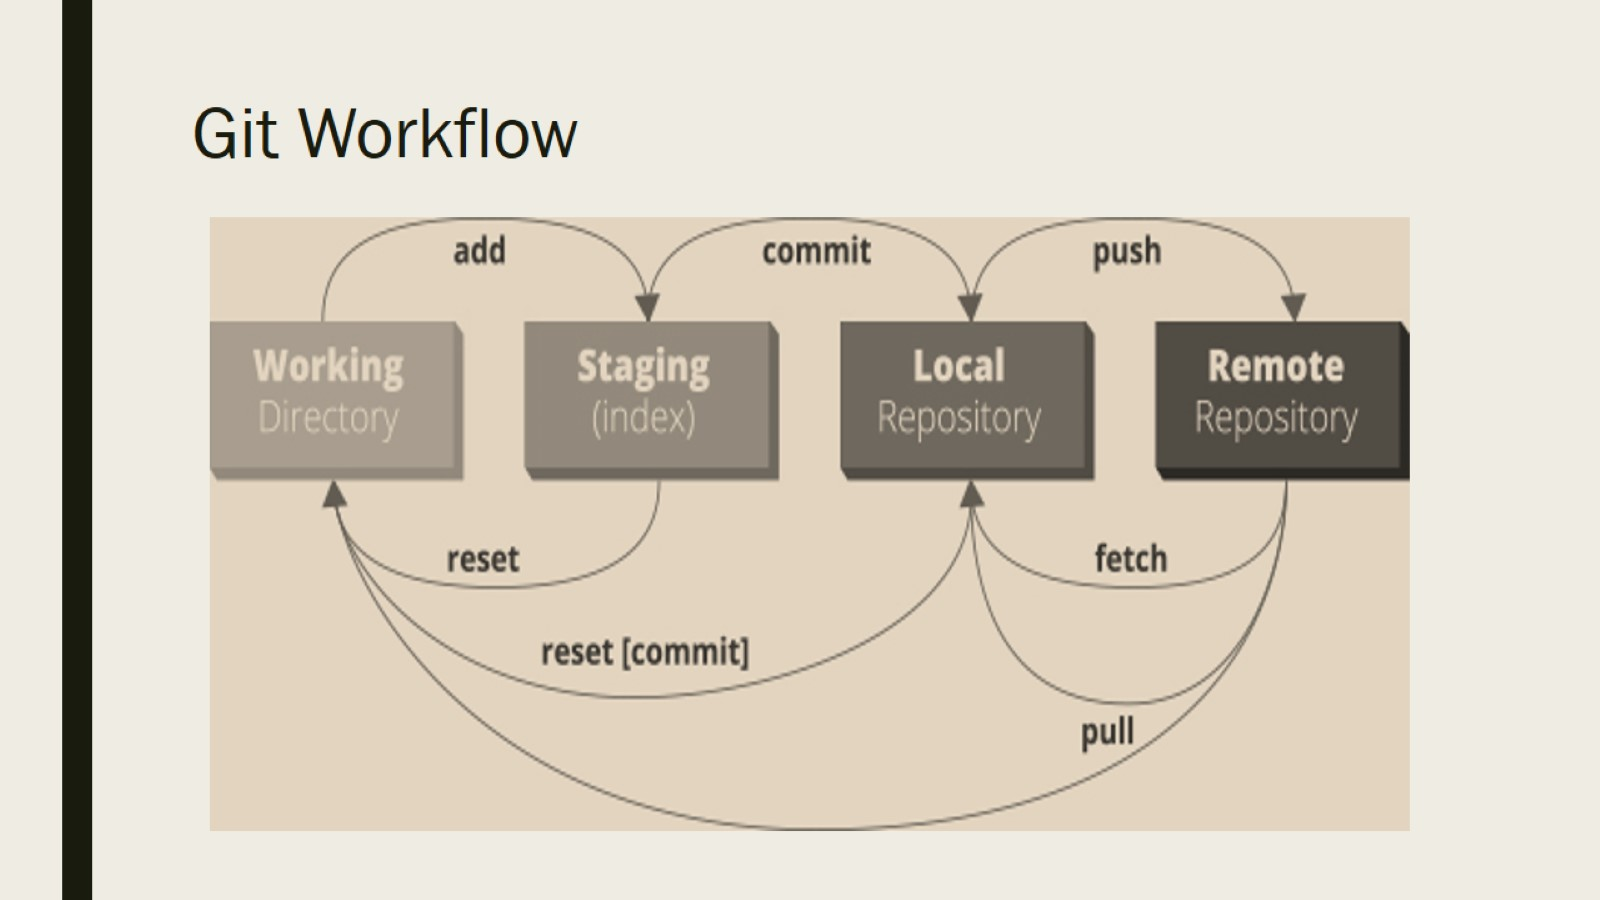 Git Workflow
add
commit
push
Working
Directory
Staging
(index)
Local
Repository
Remote
Repository
reset
fetch
reset [commit]
pull